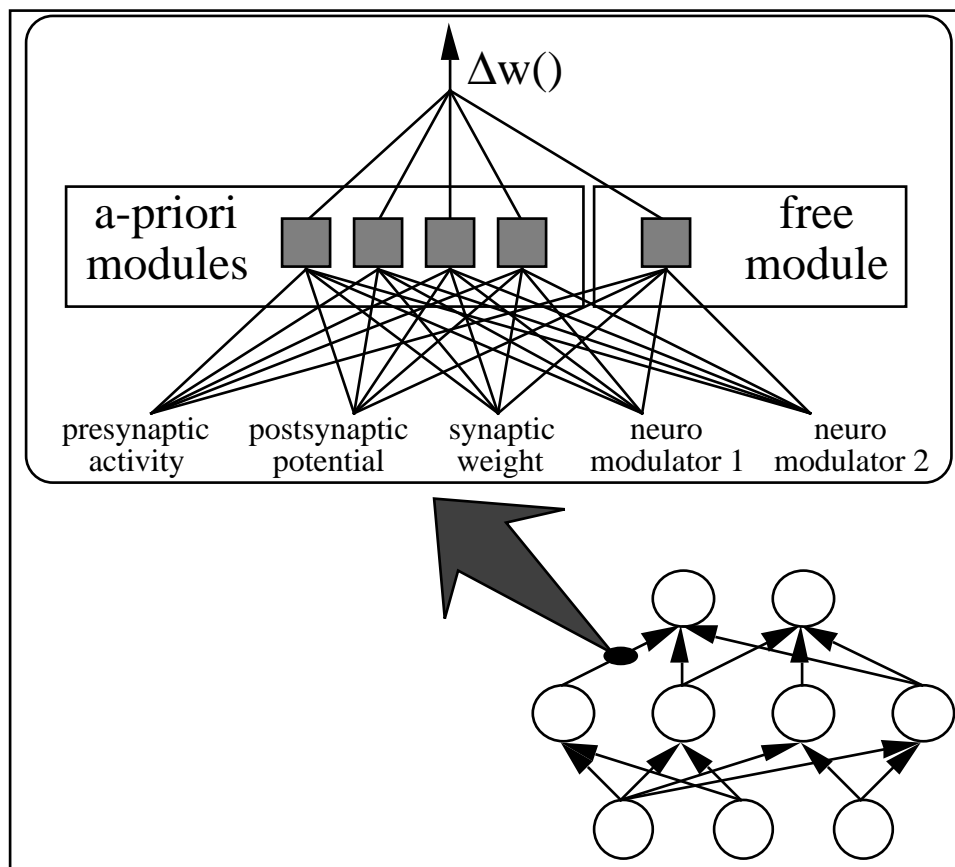 Δw()
a-priori
modules
free
module
presynaptic
activity
postsynaptic
potential
synaptic
weight
neuro
modulator 1
neuro
modulator 2